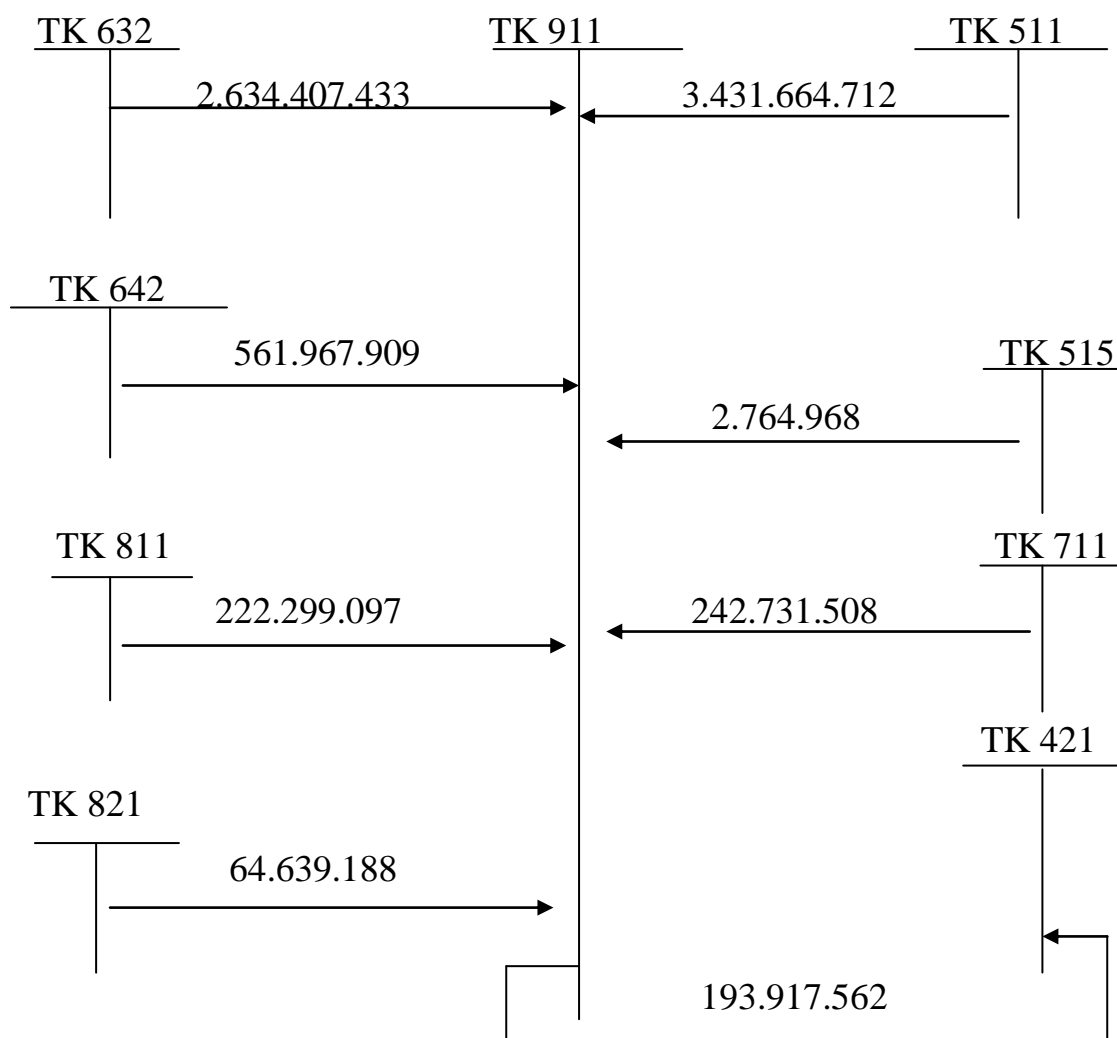 TK 632 TK 911 TK 511
2.634.407.433 3.431.664.712
TK 642
561.967.909
TK 515
2.764.968
TK 811 TK 711
222.299.097 242.731.508
TK 421
TK 821
64.639.188
193.917.562